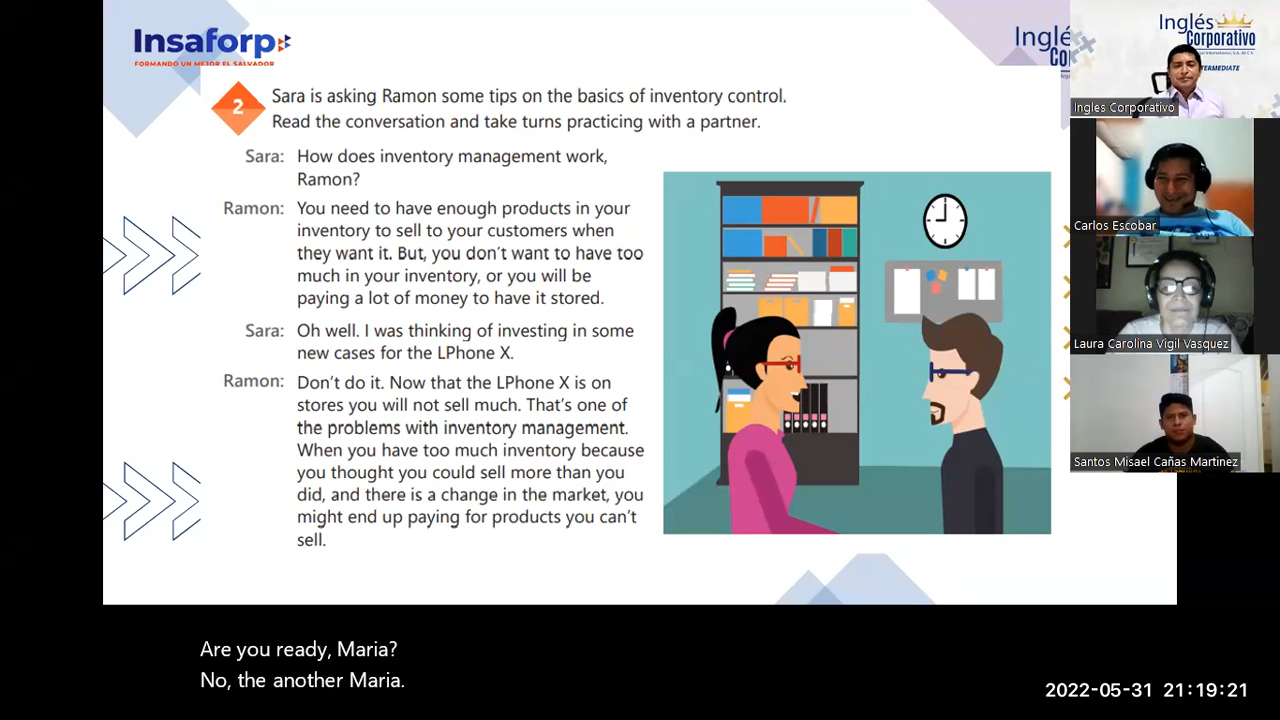 Insaforp
FORMANDO UN MEJOR EL SALVADOR
Inglés
Corporativo
INTERMEDIATE
Ingles Corporativo
2
Sara is asking Ramon some tips on the basics of inventory control.
Read the conversation and take turns practicing with a partner.
Sara: How does inventory management work,
Ramon?
Ramon: You need to have enough products in your
inventory to sell to your customers when
they want it. But, you don't want to have too
much in your inventory, or you will be
paying a lot of money to have it stored.
Sara: Oh well. I was thinking of investing in some
new cases for the LPhone X.
Ramon: Don't do it. Now that the LPhone X is on
stores you will not sell much. That's one of
the problems with inventory management.
When you have too much inventory because
you thought you could sell more than you
did, and there is a change in the market, you
might end up paying for products you can't
sell.
Carlos Escobar
Laura Carolina Vigil Vasquez
Santos Misael Cañas Martinez
Are you ready, Maria?
No, the another Maria.
2022-05-31 21:19:21